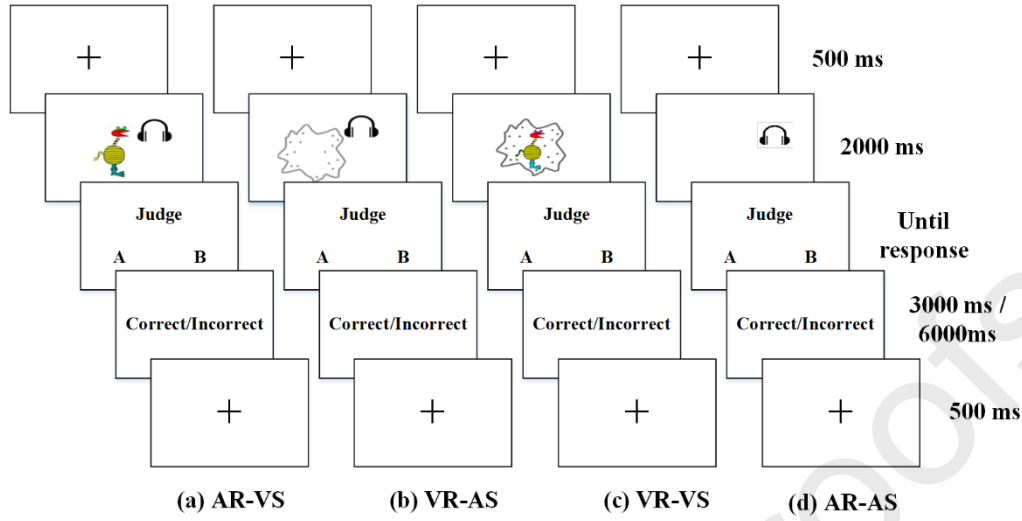 500 ms
2000 ms
Judge
A B
Judge
A B
Judge
A B
Judge
A B
Until
response
Correct/Incorrect
Correct/Incorrect
Correct/Incorrect
Correct/Incorrect
3000 ms /
6000ms
500 ms
(a) AR-VS
(b) VR-AS
(c) VR-VS
(d) AR-AS
roofs